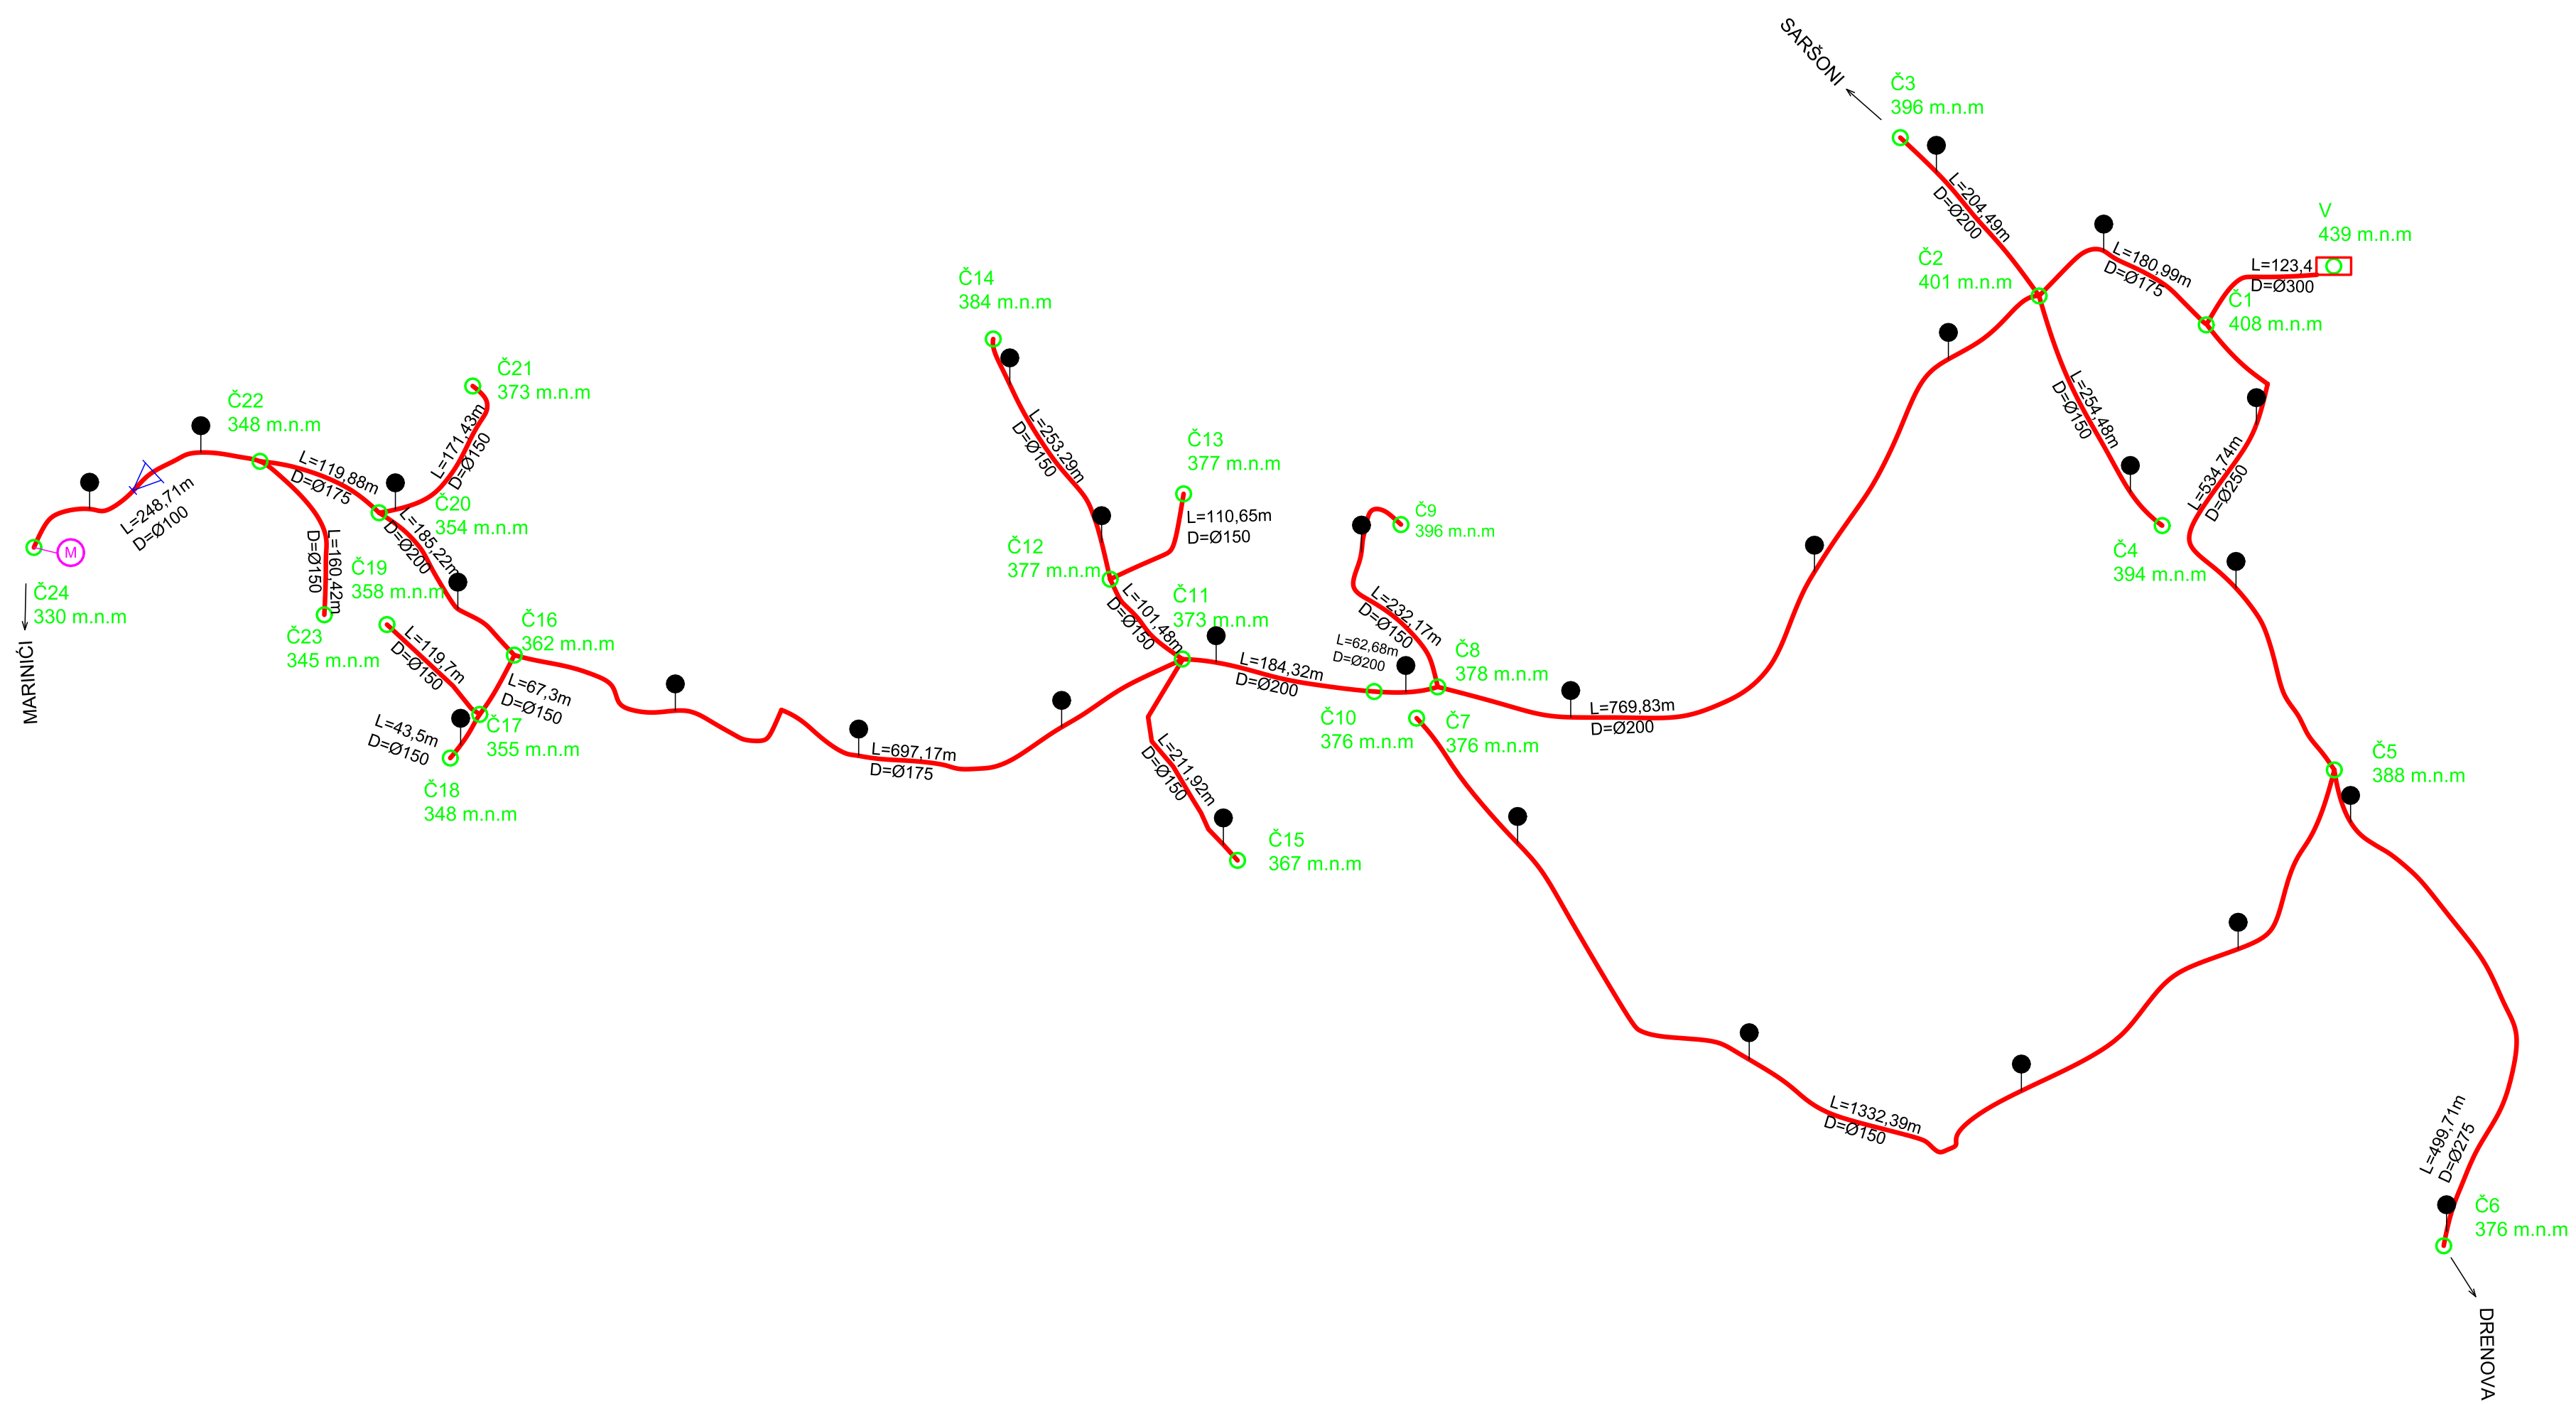 SARŠONI
Č3
396 m.n.m
L=204,49m
D=Ø200
V
439 m.n.m
L=180,99m
D=Ø175
L=123,4
D=Ø300
Č2
401 m.n.m
Č1
408 m.n.m
Č14
384 m.n.m
Č21
373 m.n.m
Č22
348 m.n.m
L=254,48m
D=Ø150
L=534,74m
D=Ø250
L=253,29m
D=Ø150
Č13
377 m.n.m
L=171,43m
D=Ø150
L=119,88m
D=Ø175
L=248,71m
D=Ø100
Č20
354 m.n.m
L=185,22m
D=Ø200
L=110,65m
D=Ø150
Č9
396 m.n.m
Č12
377 m.n.m
Č4
394 m.n.m
M
L=160,42m
D=Ø150
Č19
358 m.n.m
Č24
330 m.n.m
MARINIĆI
Č23
345 m.n.m
L=119,7m
D=Ø150
Č16
362 m.n.m
L=101,48m
D=Ø150
Č11
373 m.n.m
L=232,17m
D=Ø150
L=62,68m
D=Ø200
Č8
378 m.n.m
L=184,32m
D=Ø200
L=67,3m
D=Ø150
L=43,5m
D=Ø150
Č17
355 m.n.m
Č10
376 m.n.m
Č7
376 m.n.m
L=769,83m
D=Ø200
L=697,17m
D=Ø175
L=211,92m
D=Ø150
Č5
388 m.n.m
Č18
348 m.n.m
Č15
367 m.n.m
L=1332,39m
D=Ø150
L=499,71m
D=Ø275
Č6
376 m.n.m
DRENOVA